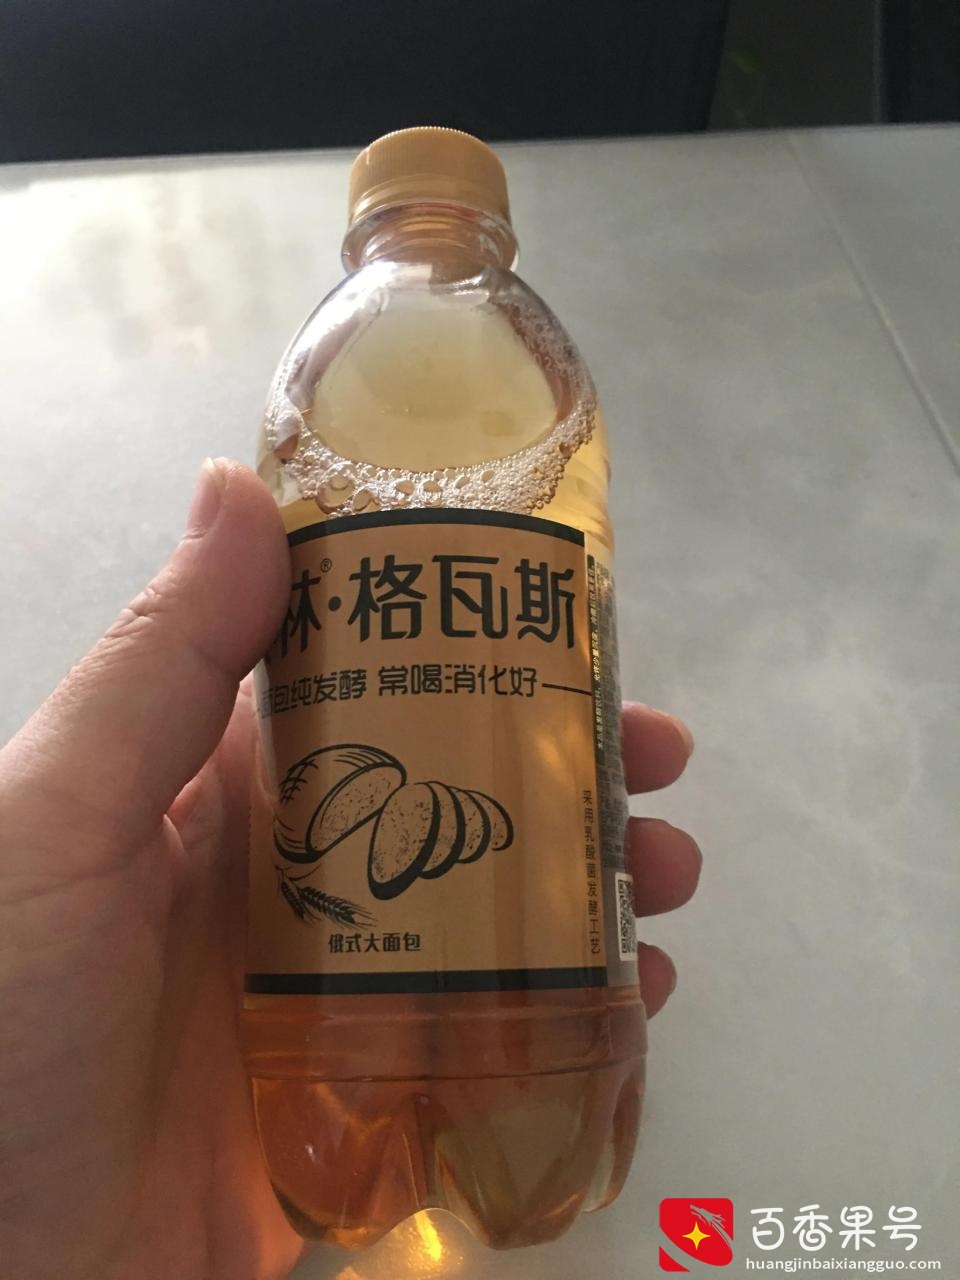 林®·格瓦斯
面包纯发酵 常喝消化好
俄式大面包
采用乳酸菌发酵工艺
百香果号
huangjinbaixiangguo.com